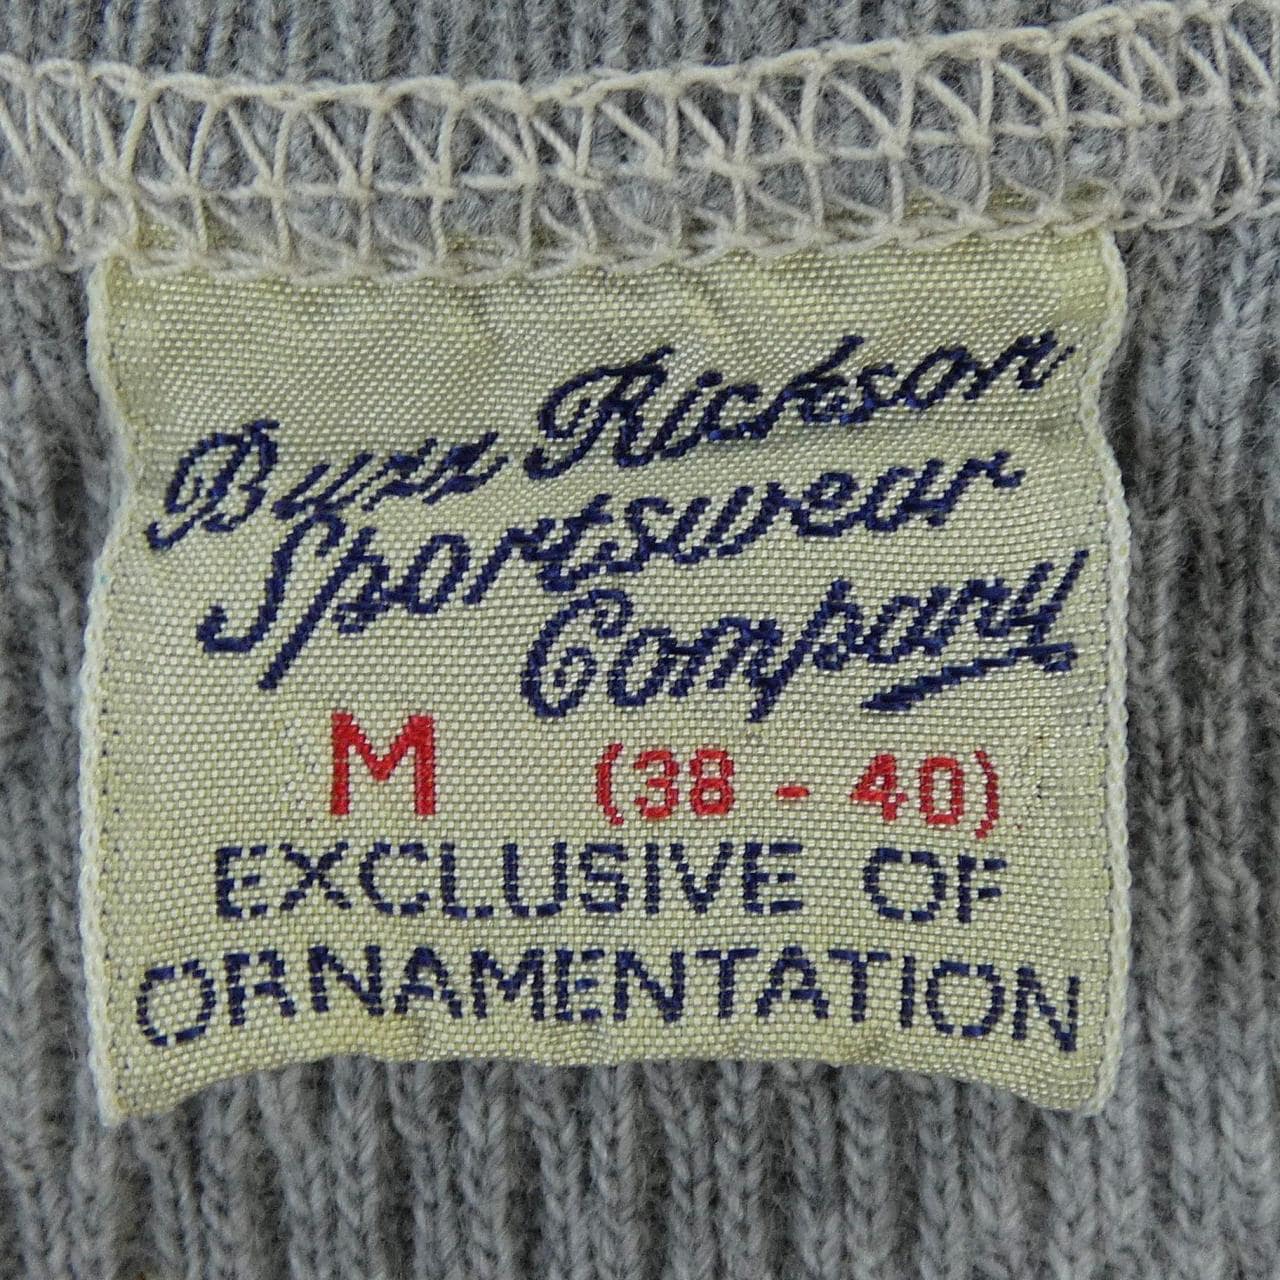 Buzz Rickson
Sportswear
Company
M (38 - 40)
EXCLUSIVE OF
ORNAMENTATION